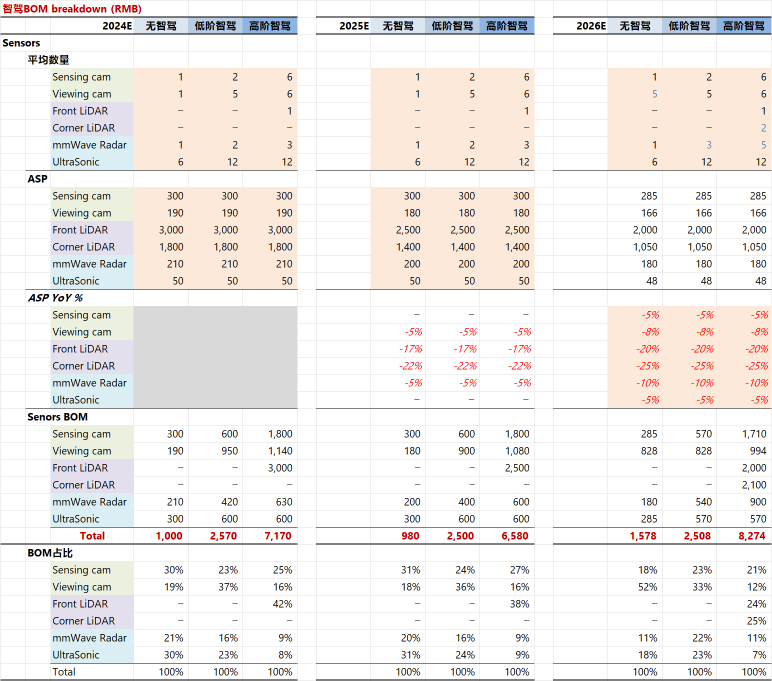 智驾BOM breakdown (RMB)
2024E 无智驾 低阶智驾 高阶智驾 2025E 无智驾 低阶智驾 高阶智驾 2026E 无智驾 低阶智驾 高阶智驾
Sensors
平均数量
Sensing cam 1 2 6 1 2 6 1 2 6
Viewing cam 1 5 6 1 5 6 5 5 6
Front LiDAR – – 1 – – 1 – – 1
Corner LiDAR – – – – – – – – 2
mmWave Radar 1 2 3 1 2 3 1 3 5
UltraSonic 6 12 12 6 12 12 6 12 12
ASP
Sensing cam 300 300 300 300 300 300 285 285 285
Viewing cam 190 190 190 180 180 180 166 166 166
Front LiDAR 3,000 3,000 3,000 2,500 2,500 2,500 2,000 2,000 2,000
Corner LiDAR 1,800 1,800 1,800 1,400 1,400 1,400 1,050 1,050 1,050
mmWave Radar 210 210 210 200 200 200 180 180 180
UltraSonic 50 50 50 50 50 50 48 48 48
ASP YoY %
Sensing cam – – – -5% -5% -5%
Viewing cam -5% -5% -5% -8% -8% -8%
Front LiDAR -17% -17% -17% -20% -20% -20%
Corner LiDAR -22% -22% -22% -25% -25% -25%
mmWave Radar -5% -5% -5% -10% -10% -10%
UltraSonic – – – -5% -5% -5%
Senors BOM
Sensing cam 300 600 1,800 300 600 1,800 285 570 1,710
Viewing cam 190 950 1,140 180 900 1,080 828 828 994
Front LiDAR – – 3,000 – – 2,500 – – 2,000
Corner LiDAR – – – – – – – – 2,100
mmWave Radar 210 420 630 200 400 600 180 540 900
UltraSonic 300 600 600 300 600 600 285 570 570
Total 1,000 2,570 7,170 980 2,500 6,580 1,578 2,508 8,274
BOM占比
Sensing cam 30% 23% 25% 31% 24% 27% 18% 23% 21%
Viewing cam 19% 37% 16% 18% 36% 16% 52% 33% 12%
Front LiDAR – – 42% – – 38% – – 24%
Corner LiDAR – – – – – – – – 25%
mmWave Radar 21% 16% 9% 20% 16% 9% 11% 22% 11%
UltraSonic 30% 23% 8% 31% 24% 9% 18% 23% 7%
Total 100% 100% 100% 100% 100% 100% 100% 100% 100%